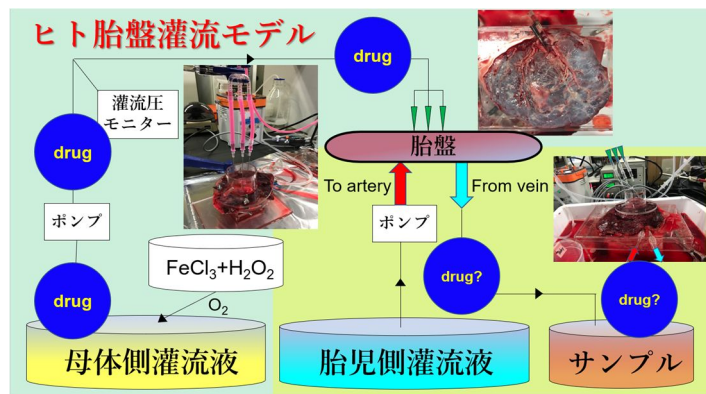 ヒト胎盤灌流モデル
drug
灌流圧
モニター
drug
胎盤
To artery
From vein
ポンプ
ポンプ
FeCl3+H2O2
O2
drug
drug?
drug?
母体側灌流液
胎児側灌流液
サンプル